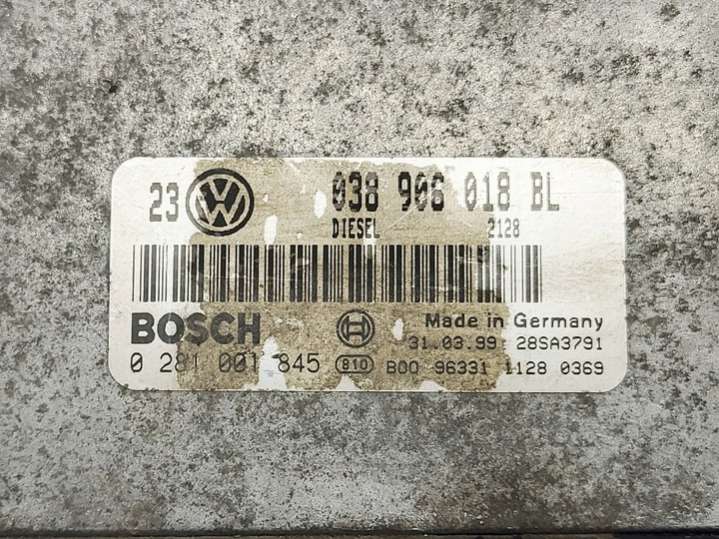 23 VW 038 906 018 BL
DIESEL 2128
BOSCH Made in Germany
31.03.99 28SA3791
0 281 001 845 810 B00 96331 1128 0369